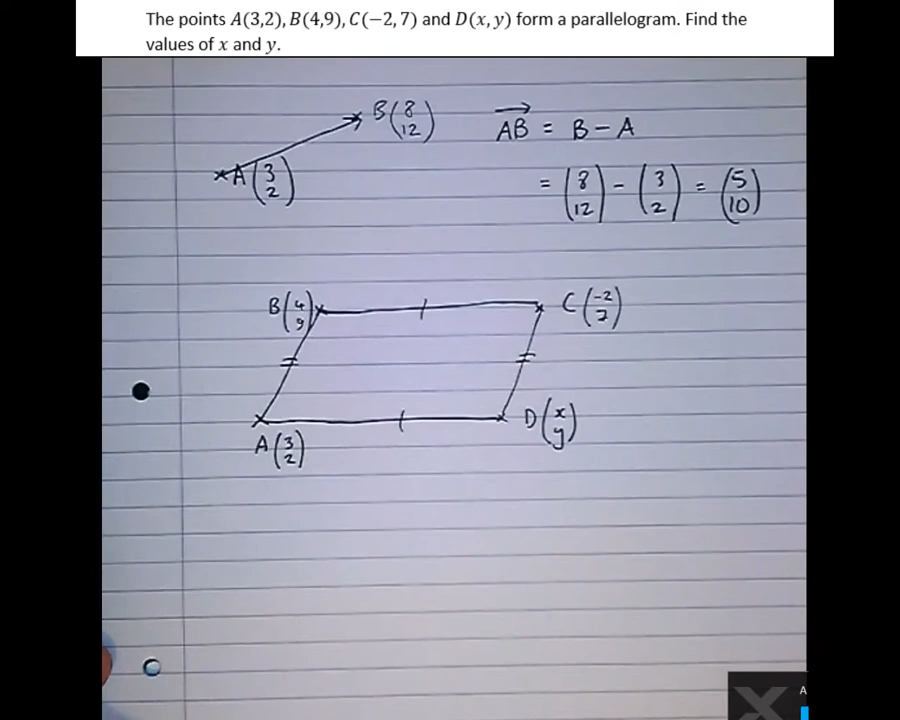 The points A(3,2), B(4,9), C(−2,7) and D(x,y) form a parallelogram. Find the
values of x and y.
B(8
12)
A(3
2)
AB = B − A
= (8
12) − (3
2) = (5
10)
B(4
9)
C(-2
7)
A(3
2)
D(x
y)
A